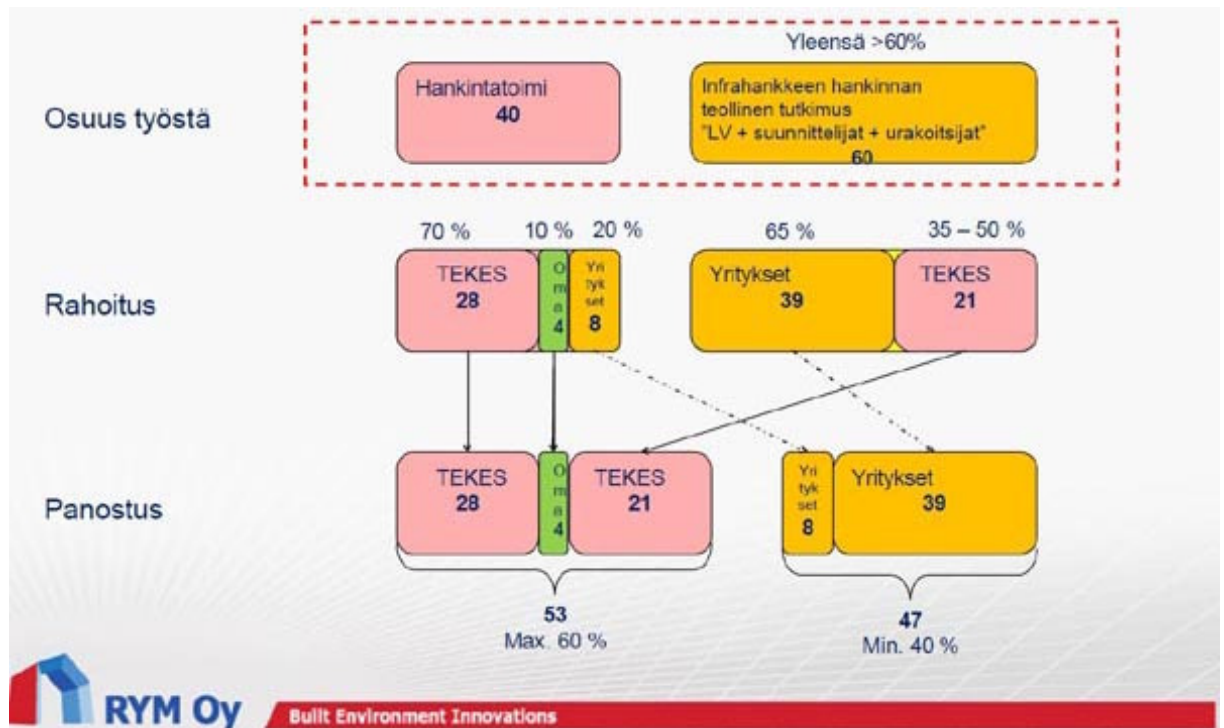 Yleensä >60%
Osuus työstä
Hankintatoimi
40
Infrahankkeen hankinnan
teollinen tutkimus
"LV + suunnittelijat + urakoitsijat"
60
70 %
10 %
20 %
65 %
35 – 50 %
Rahoitus
TEKES
28
O
m
a
4
Yri
tyk
set
8
Yritykset
39
TEKES
21
Panostus
TEKES
28
O
m
a
4
TEKES
21
Yri
tyk
set
8
Yritykset
39
53
Max. 60 %
47
Min. 40 %
RYM Oy
Built Environment Innovations